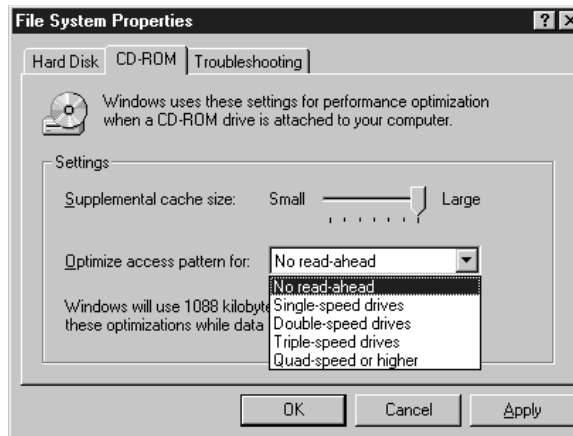 File System Properties
Hard Disk CD-ROM Troubleshooting
Windows uses these settings for performance optimization
when a CD-ROM drive is attached to your computer.
Settings
Supplemental cache size: Small Large
Optimize access pattern for: No read-ahead
No read-ahead
Single-speed drives
Double-speed drives
Triple-speed drives
Quad-speed or higher
Windows will use 1088 kilobyte
these optimizations while data
OK Cancel Apply